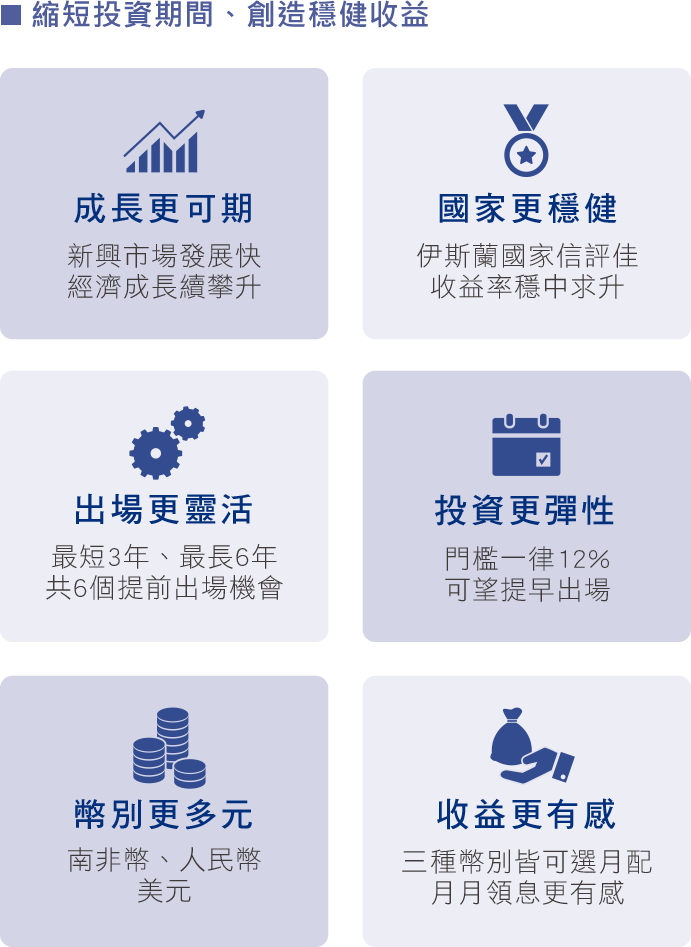 ■ 縮短投資期間、創造穩健收益
成長更可期
新興市場發展快
經濟成長續攀升
國家更穩健
伊斯蘭國家信評佳
收益率穩中求升
出場更靈活
最短3年、最長6年
共6個提前出場機會
投資更彈性
門檻一律12%
可望提早出場
幣別更多元
南非幣、人民幣
美元
收益更有感
三種幣別皆可選月配
月月領息更有感